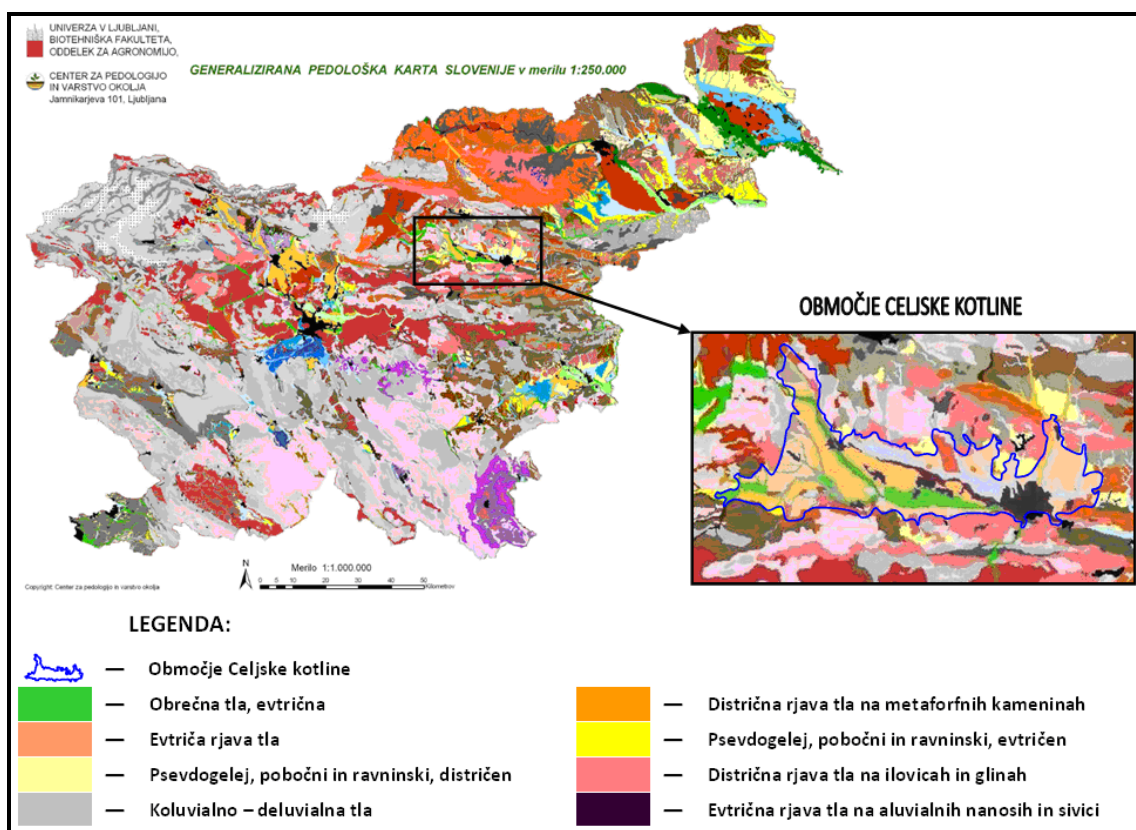 UNIVERZA V LJUBLJANI,
BIOTEHNIŠKA FAKULTETA,
ODDELEK ZA AGRONOMIJO,
CENTER ZA PEDOLOGIJO
IN VARSTVO OKOLJA
Jamnikarjeva 101, Ljubljana
GENERALIZIRANA PEDOLOŠKA KARTA SLOVENIJE v merilu 1:250.000
OBMOČJE CELJSKE KOTLINE
N
Merilo 1:1.000.000
0 5 10 20 30 40 50
Kilometrov
Copyright: Center za pedologijo in varstvo okolja
LEGENDA:
— Območje Celjske kotline
— Obrečna tla, evtrična
— Evtriča rjava tla
— Psevdoglej, pobočni in ravninski, distričen
— Koluvialno – deluvialna tla
— Distrična rjava tla na metaforfnih kameninah
— Psevdogelej, pobočni in ravninski, evtričen
— Distrična rjava tla na ilovicah in glinah
— Evtrična rjava tla na aluvialnih nanosih in sivici